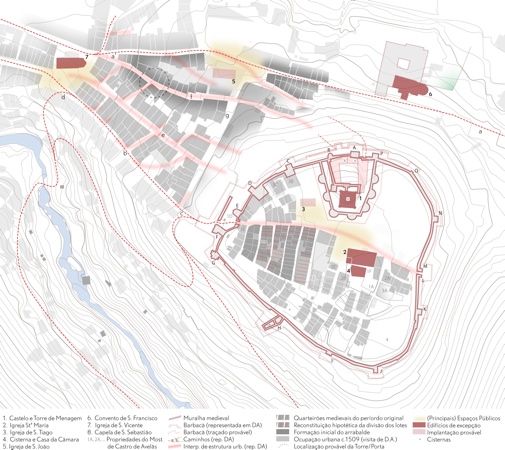 7
a
5
6
d
f
g
e
b
a
A
B
C
D
E
F
G
H
J
K
L
M
N
O
P
1
3
2
4
1A
1. Castelo e Torre de Menagem
2. Igreja Stª Maria
3. Igreja de S. Tiago
4. Cisterna e Casa da Câmara
5. Igreja de S. João
6. Convento de S. Francisco
7. Igreja de S. Vicente
8. Capela de S. Sebastião
1A, 2A, .. Propriedades do Most
de Castro de Avelãs
Muralha medieval
Barbacã (representada em DA)
Barbacã (traçado provável)
Caminhos (rep. DA)
Interp. de estrutura urb. (rep. DA)
Quarteirões medievais do período original
Reconstituição hipotética da divisão dos lotes
Formação inicial do arrabalde
Ocupação urbana c.1509 (visita de D.A.)
Localização provável da Torre/Porta
(Principais) Espaços Públicos
Edifícios de excepção
Implantação provável
Cisternas